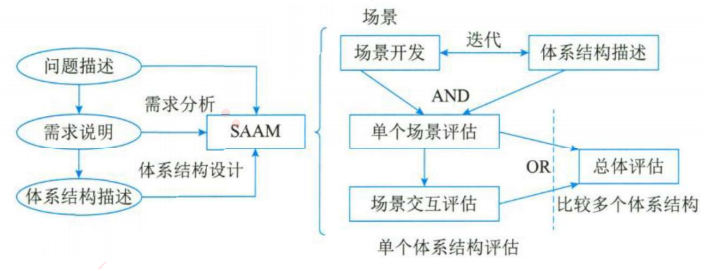 场景
场景开发
迭代
体系结构描述
问题描述
需求分析
AND
需求说明
SAAM
单个场景评估
体系结构设计
OR
总体评估
体系结构描述
场景交互评估
比较多个体系结构
单个体系结构评估